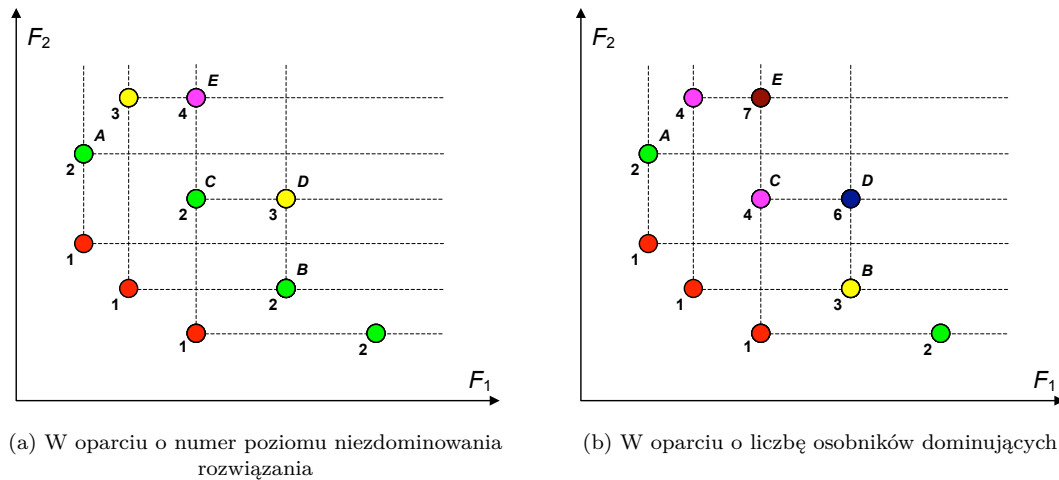 F2
E
3
4
A
2
C
D
2
3
1
B
1
2
1
2
F1
(a) W oparciu o numer poziomu niezdominowania
rozwiązania
F2
E
4
7
A
2
C
D
4
6
1
B
1
3
1
2
F1
(b) W oparciu o liczbę osobników dominujących